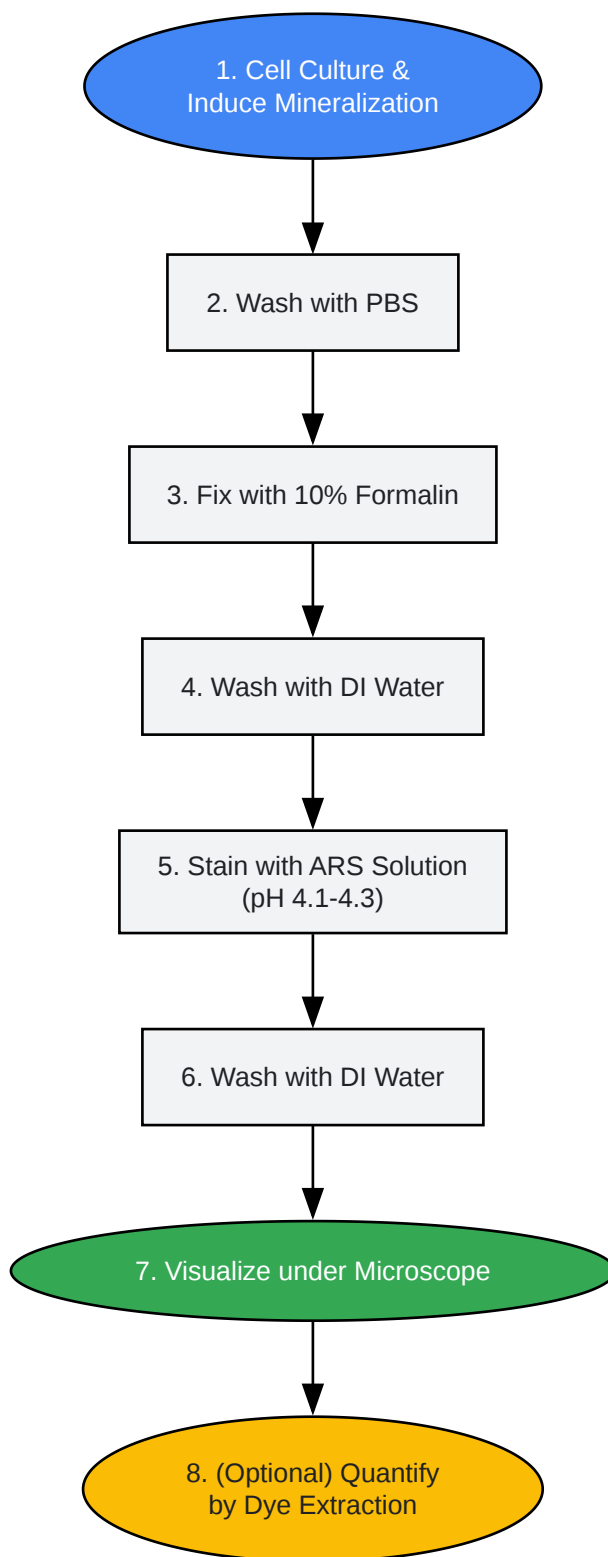 1. Cell Culture &
Induce Mineralization
2. Wash with PBS
3. Fix with 10% Formalin
4. Wash with DI Water
5. Stain with ARS Solution
(pH 4.1-4.3)
6. Wash with DI Water
7. Visualize under Microscope
8. (Optional) Quantify
by Dye Extraction